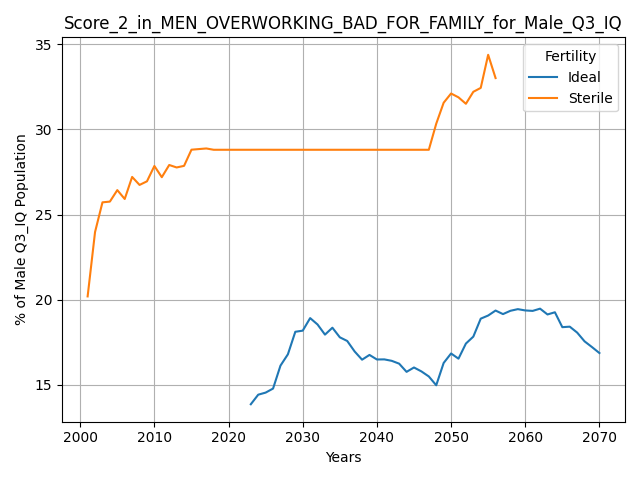 Score_2_in_MEN_OVERWORKING_BAD_FOR_FAMILY_for_Male_Q3_IQ
35
30
25
20
15
% of Male Q3_IQ Population
Fertility
Ideal
Sterile
2000 2010 2020 2030 2040 2050 2060 2070
Years